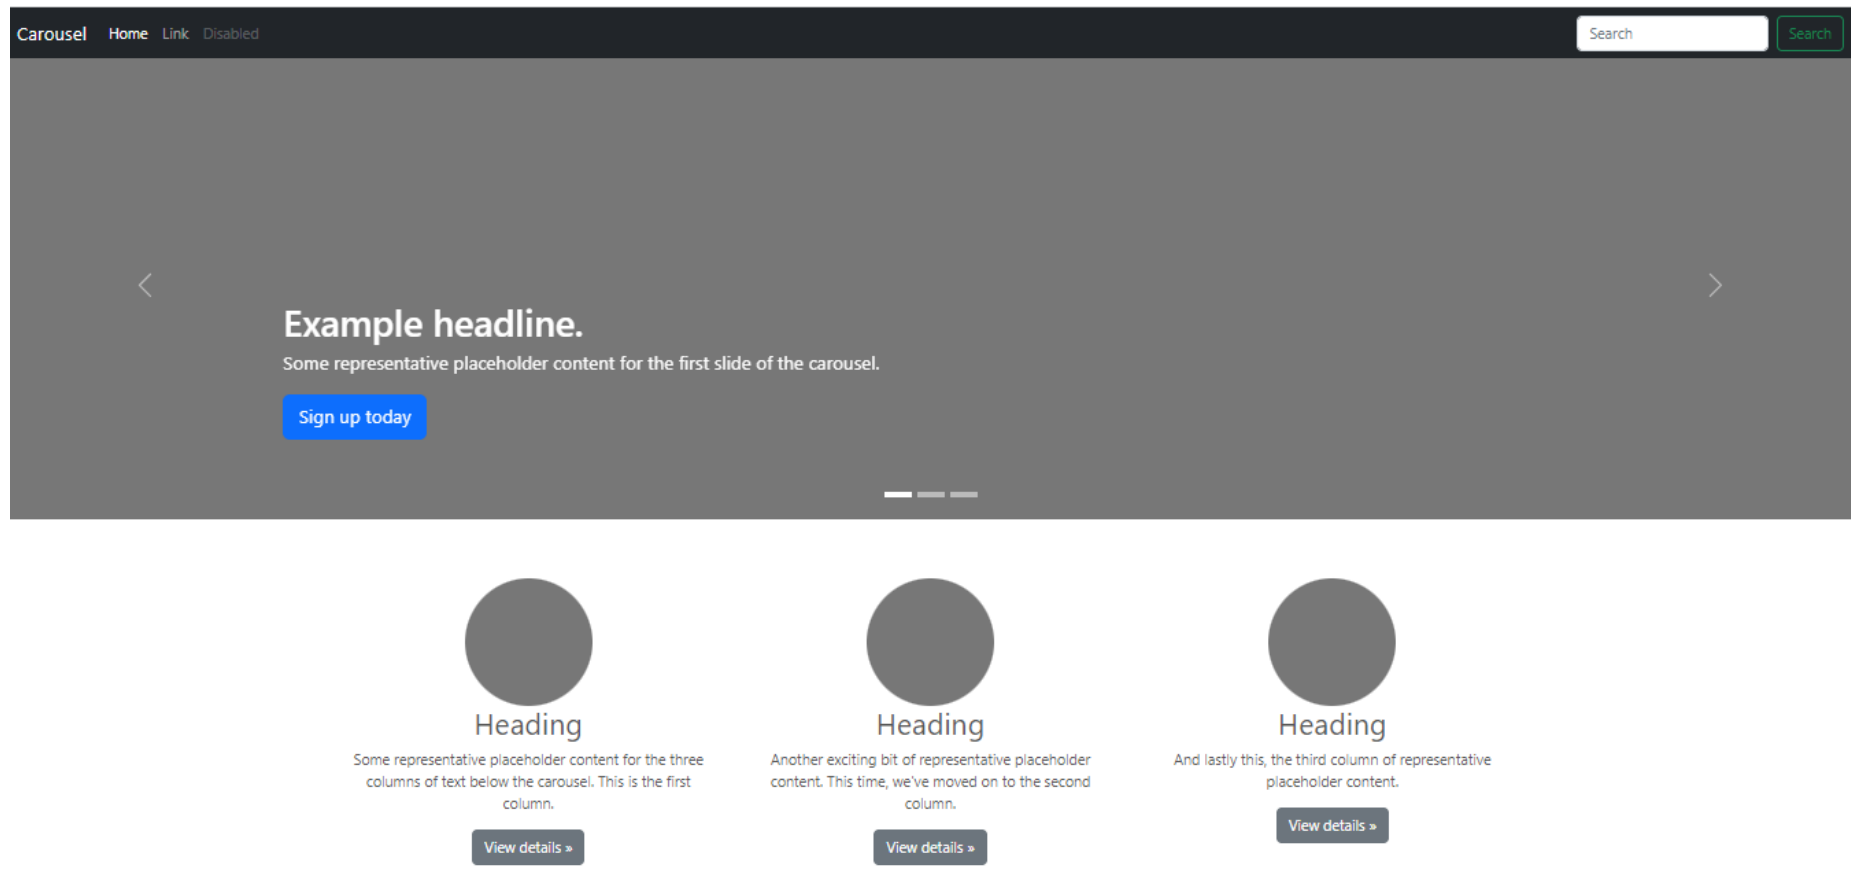 Carousel Home Link Disabled Search Search
Example headline.
Some representative placeholder content for the first slide of the carousel.
Sign up today
Heading
Some representative placeholder content for the three
columns of text below the carousel. This is the first
column.
View details »
Heading
Another exciting bit of representative placeholder
content. This time, we've moved on to the second
column.
View details »
Heading
And lastly this, the third column of representative
placeholder content.
View details »